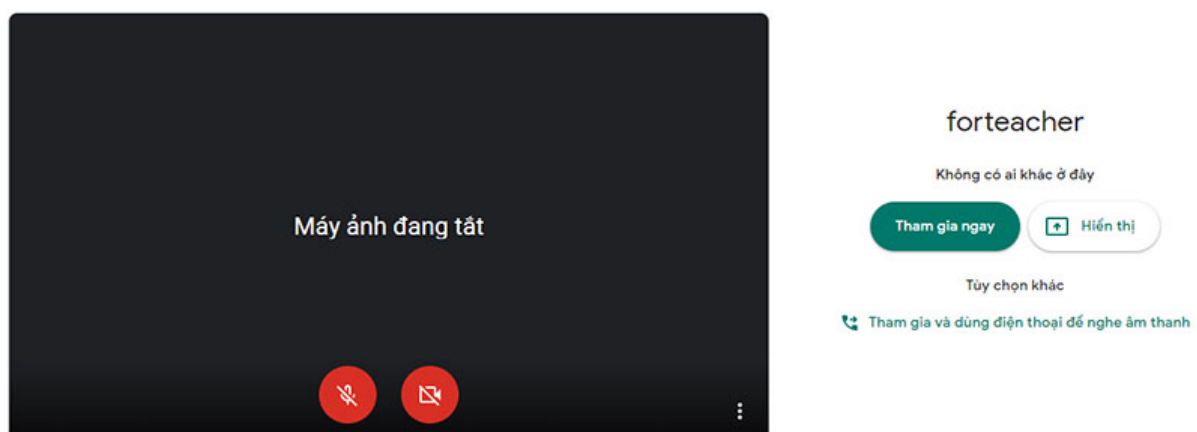 Máy ảnh đang tắt
forteacher
Không có ai khác ở đây
Tham gia ngay
Hiển thị
Tùy chọn khác
Tham gia và dùng điện thoại để nghe âm thanh